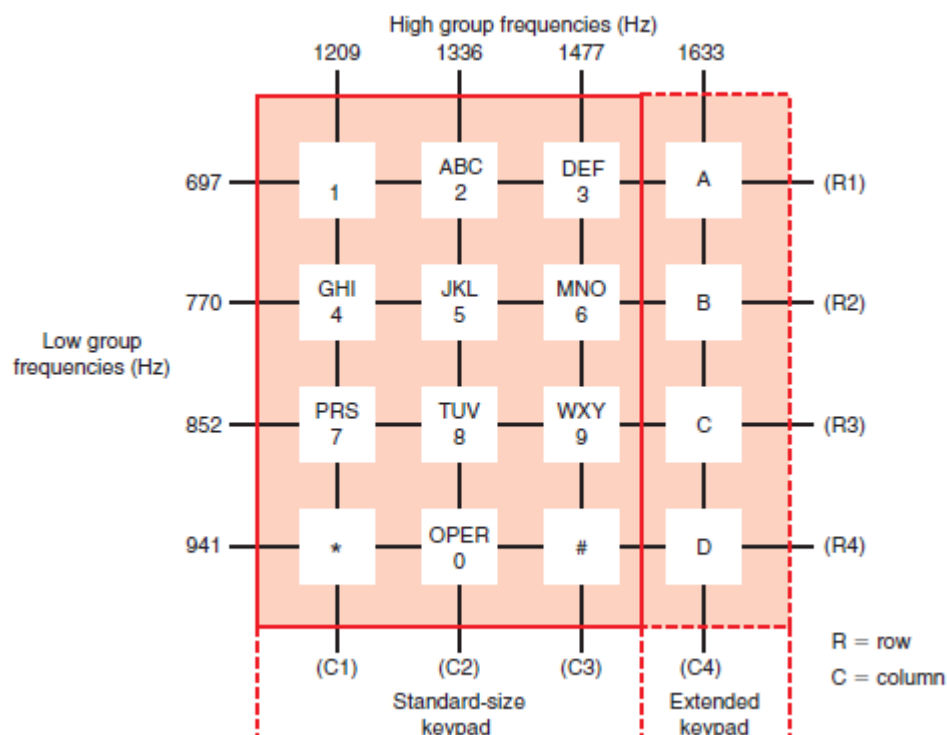 High group frequencies (Hz)
1209 1336 1477 1633
697 1 ABC 2 DEF 3 A (R1)
770 GHI 4 JKL 5 MNO 6 B (R2)
Low group frequencies (Hz)
852 PRS 7 TUV 8 WXY 9 C (R3)
941 * OPER 0 # D (R4)
R = row
(C1) (C2) (C3) (C4)
C = column
Standard-size keypad
Extended keypad